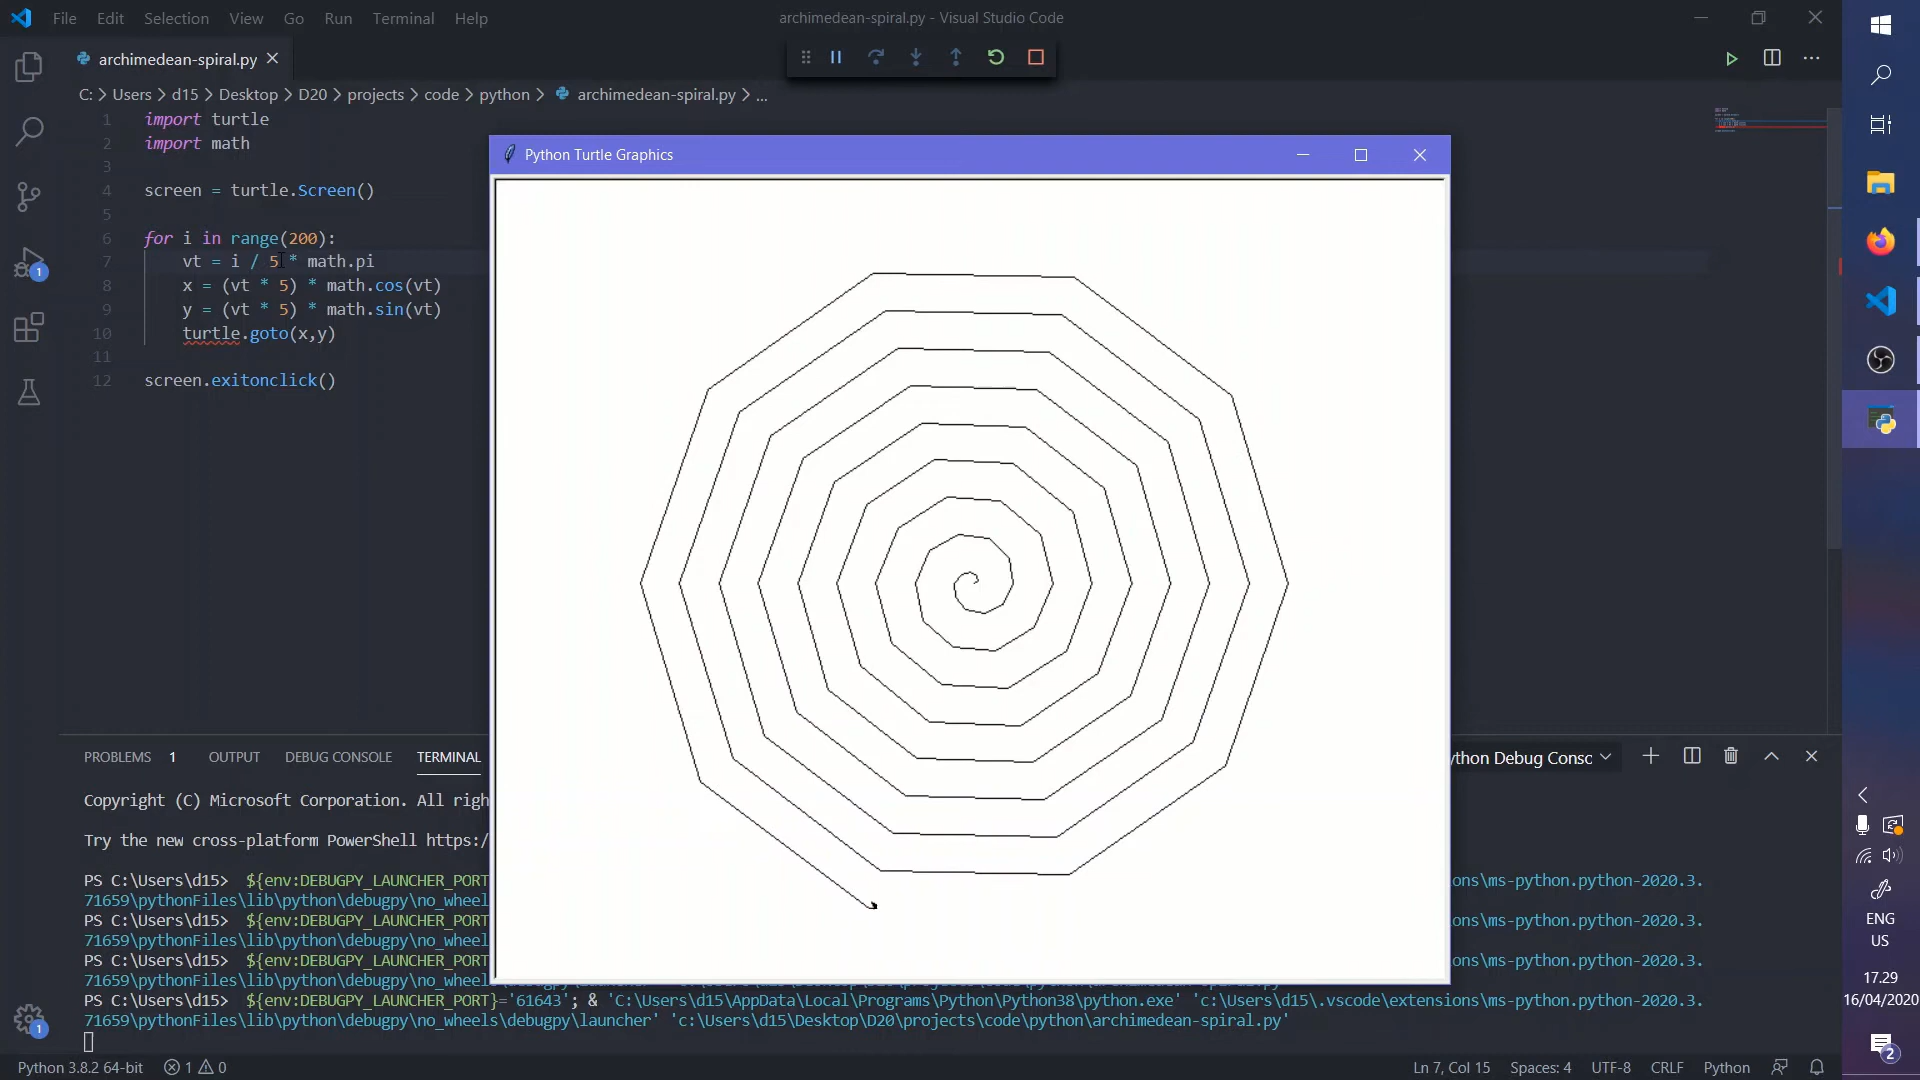 File Edit Selection View Go Run Terminal Help
archimedean-spiral.py - Visual Studio Code
archimedean-spiral.py
C: > Users > d15 > Desktop > D20 > projects > code > python > archimedean-spiral.py > ...
1 import turtle
2 import math
3
4 screen = turtle.Screen()
5
6 for i in range(200):
7 vt = i / 5 * math.pi
8 x = (vt * 5) * math.cos(vt)
9 y = (vt * 5) * math.sin(vt)
10 turtle.goto(x,y)
11
12 screen.exitonclick()
Python Turtle Graphics
1
PROBLEMS 1 OUTPUT DEBUG CONSOLE TERMINAL
ython Debug Consc
Copyright (C) Microsoft Corporation. All righ
Try the new cross-platform PowerShell https:/
PS C:\Users\d15> ${env:DEBUGPY_LAUNCHER_PORT ons\ms-python.python-2020.3.
71659\pythonFiles\lib\python\debugpy\no_wheel
PS C:\Users\d15> ${env:DEBUGPY_LAUNCHER_PORT ons\ms-python.python-2020.3.
71659\pythonFiles\lib\python\debugpy\no_wheel
PS C:\Users\d15> ${env:DEBUGPY_LAUNCHER_PORT ons\ms-python.python-2020.3.
71659\pythonFiles\lib\python\debugpy\no_wheel
PS C:\Users\d15> ${env:DEBUGPY_LAUNCHER_PORT}='61643'; & 'C:\Users\d15\AppData\Local\Programs\Python\Python38\python.exe' 'c:\Users\d15\.vscode\extensions\ms-python.python-2020.3.
71659\pythonFiles\lib\python\debugpy\no_wheels\debugpy\launcher' 'c:\Users\d15\Desktop\D20\projects\code\python\archimedean-spiral.py'
1
Python 3.8.2 64-bit 1 0
Ln 7, Col 15 Spaces: 4 UTF-8 CRLF Python
ENG
US
17.29
16/04/2020
2